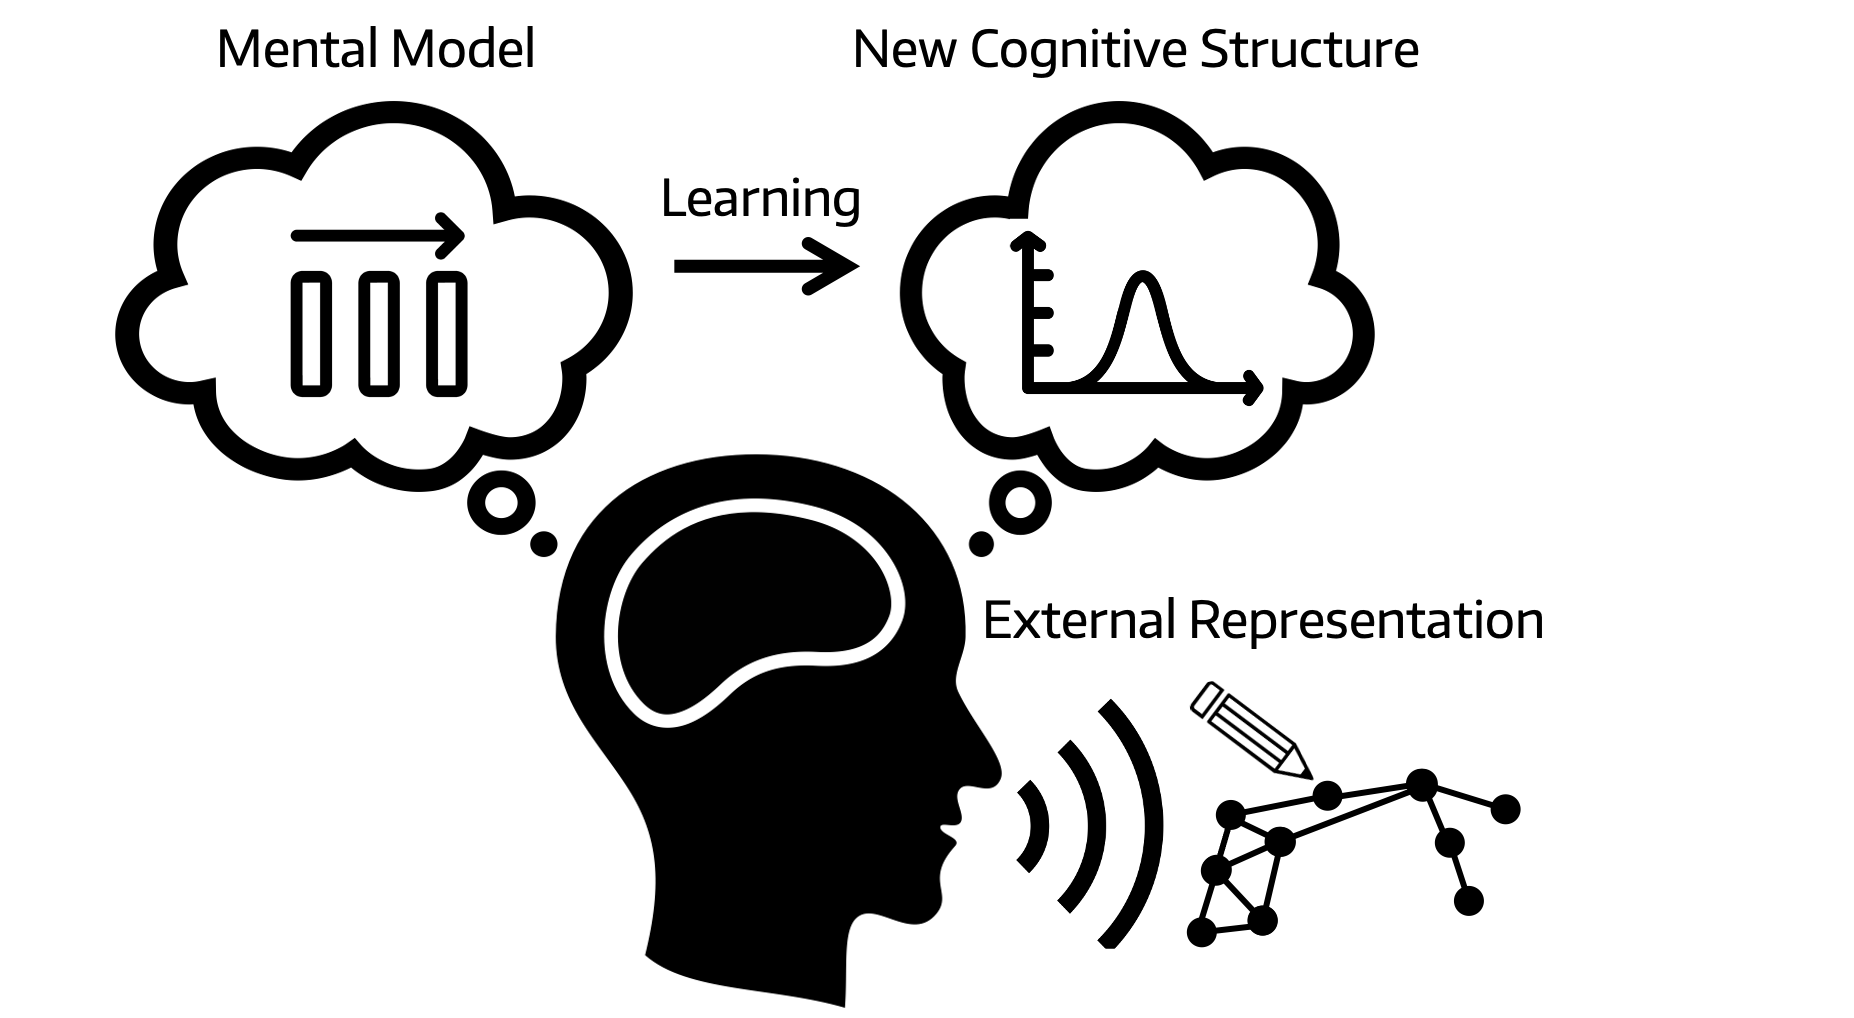 Mental Model
New Cognitive Structure
Learning
External Representation